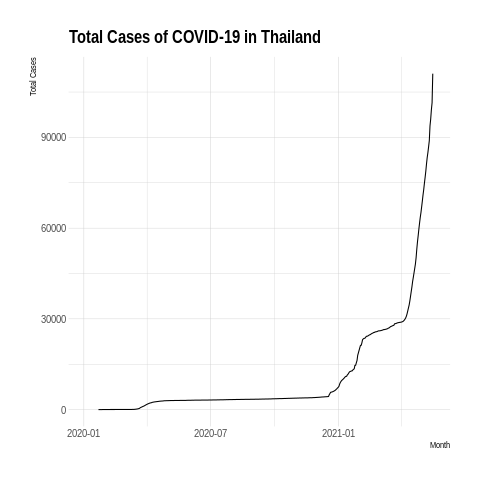 Total Cases of COVID-19 in Thailand
Total Cases
90000
60000
30000
0
2020-01
2020-07
2021-01
Month